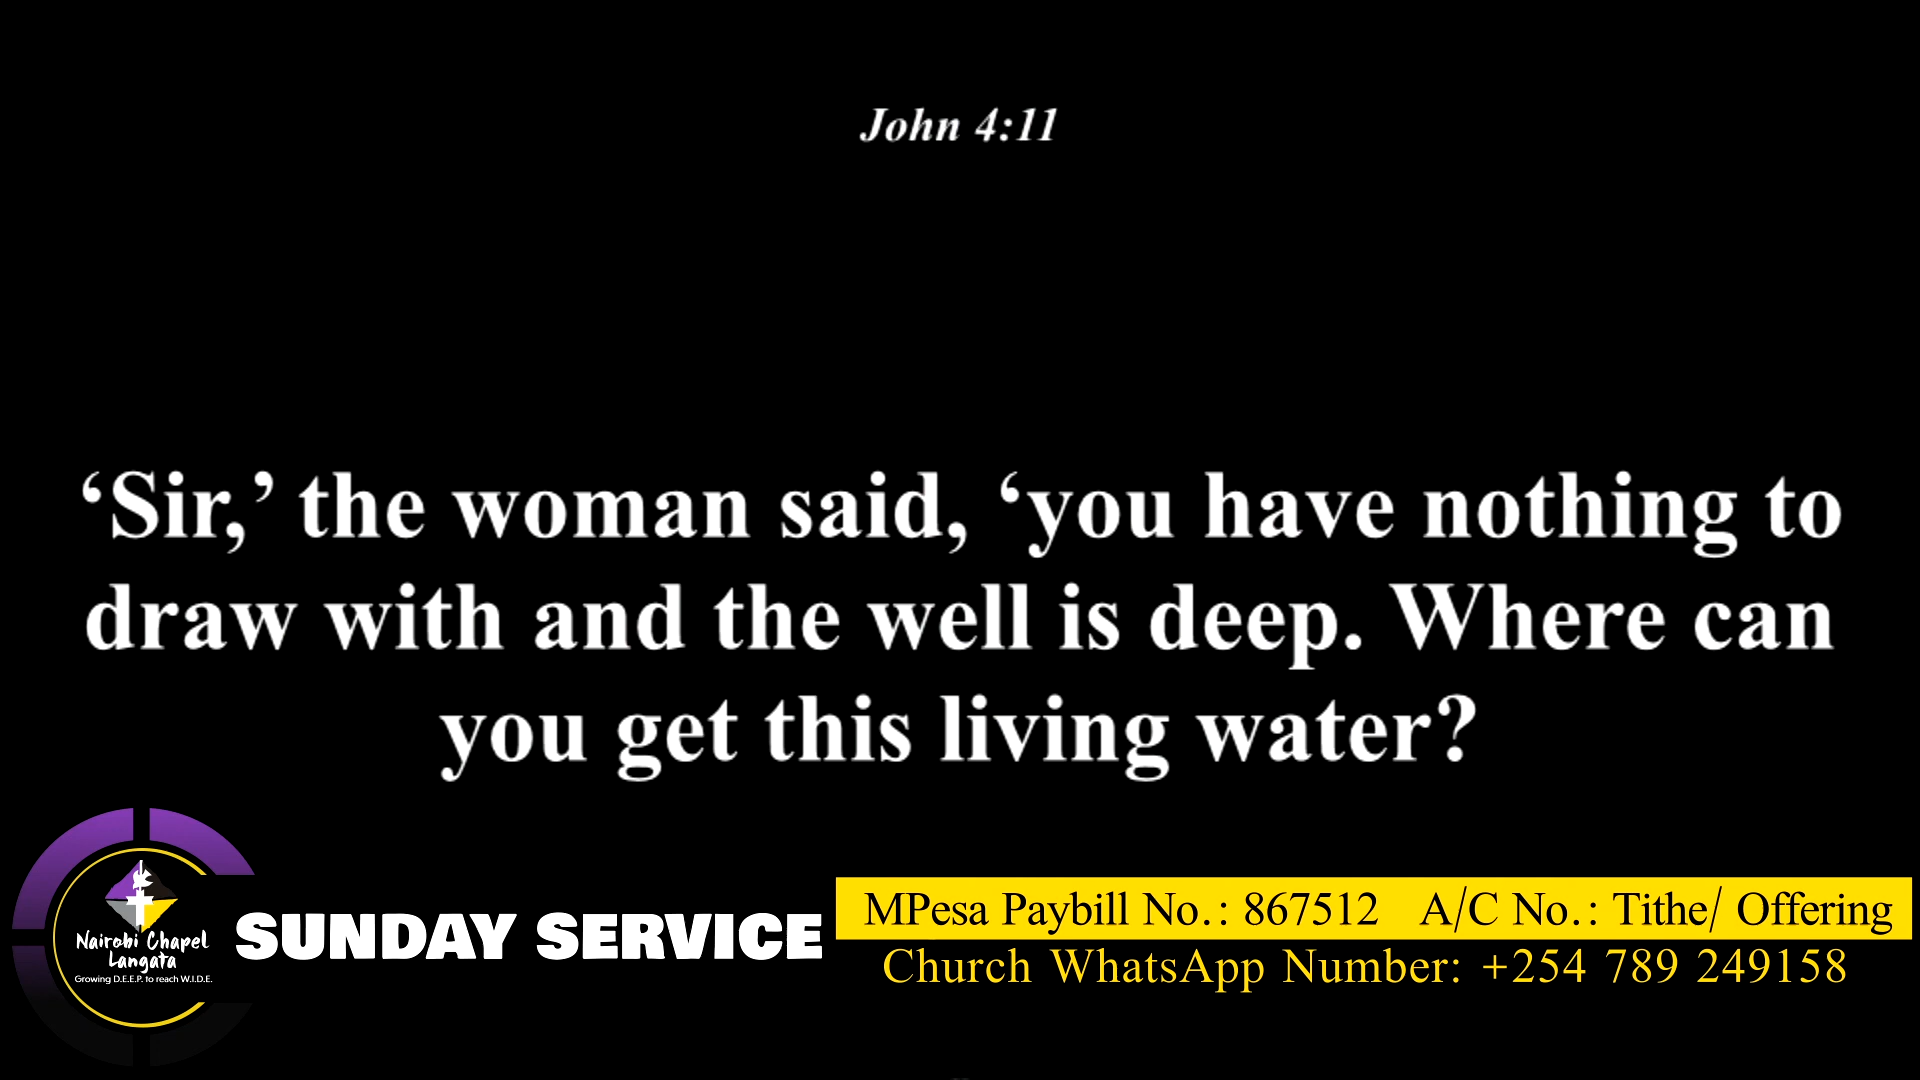 John 4:11
‘Sir,’ the woman said, ‘you have nothing to
draw with and the well is deep. Where can
you get this living water?
Nairobi Chapel
Langata
Growing D.E.E.P. to reach W.I.D.E.
SUNDAY SERVICE
MPesa Paybill No.: 867512 A/C No.: Tithe/ Offering
Church WhatsApp Number: +254 789 249158